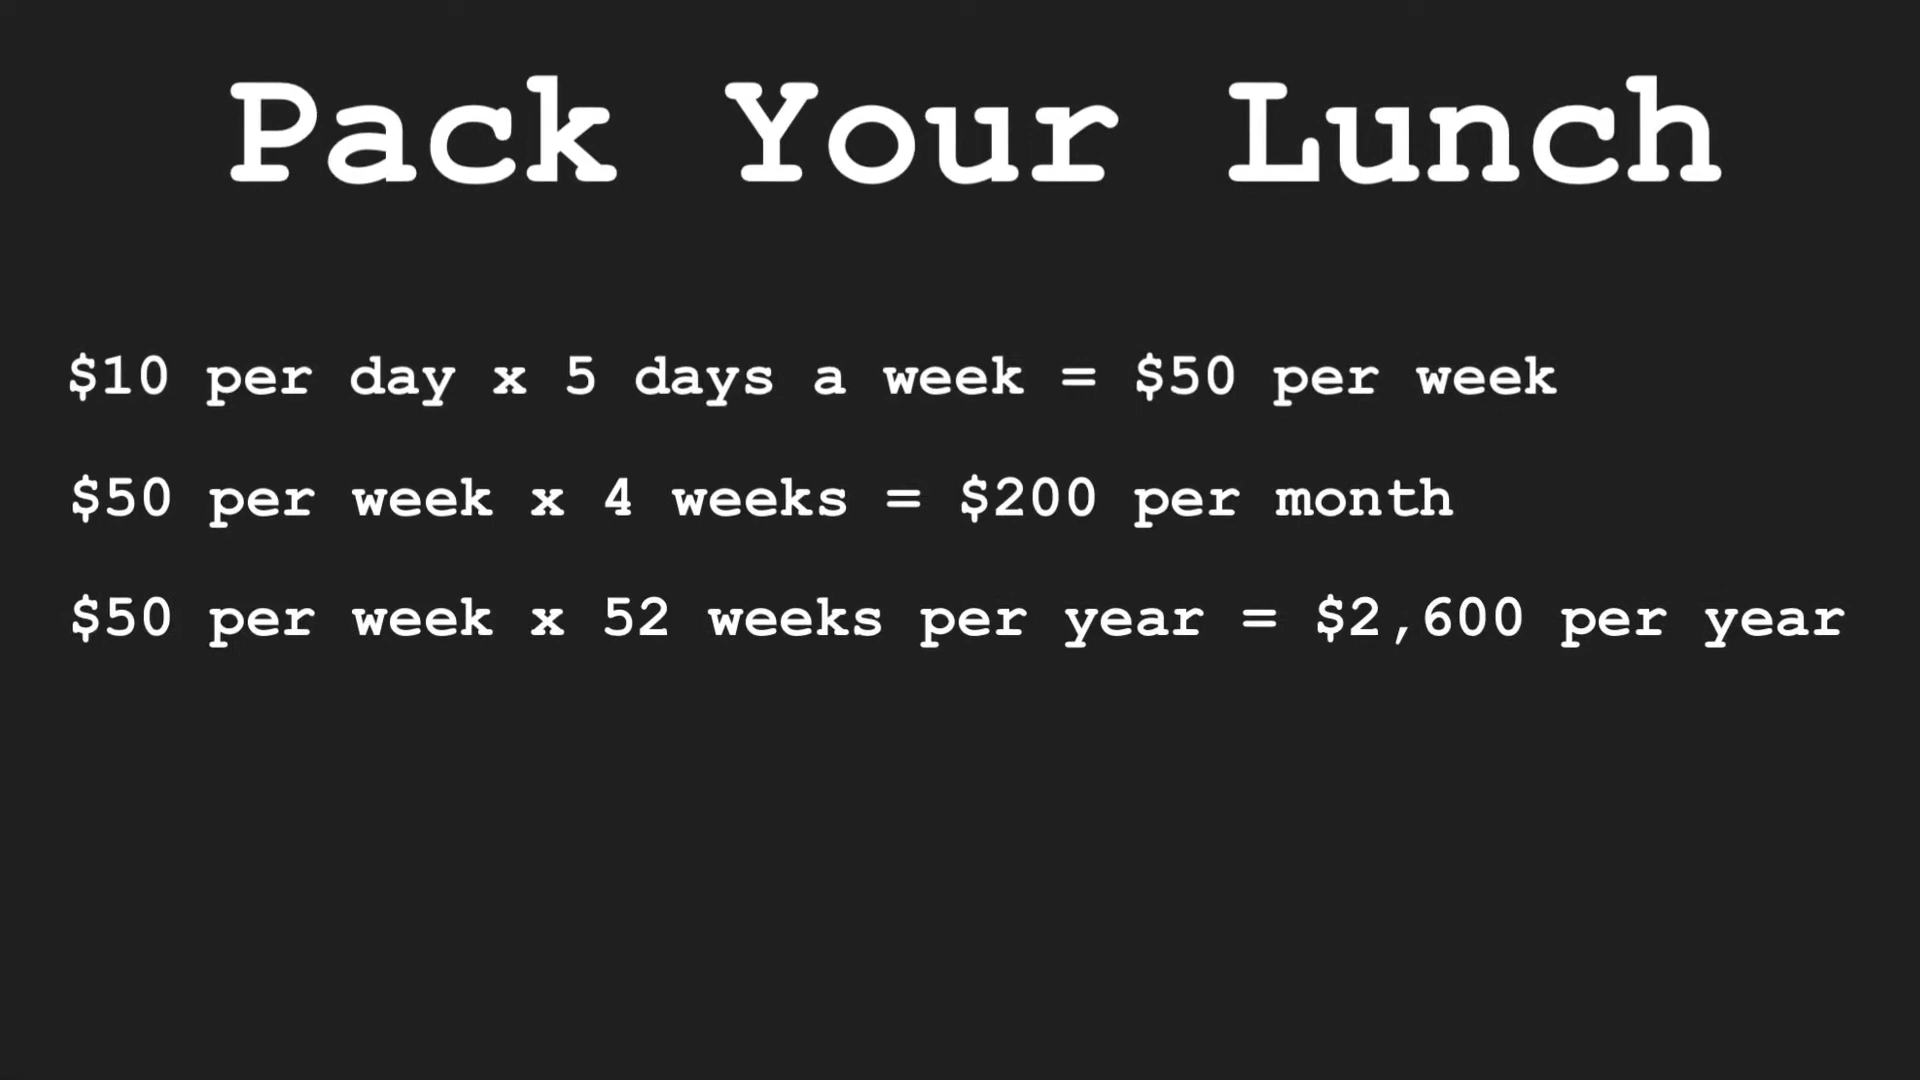 Pack Your Lunch
$10 per day x 5 days a week = $50 per week
$50 per week x 4 weeks = $200 per month
$50 per week x 52 weeks per year = $2,600 per year